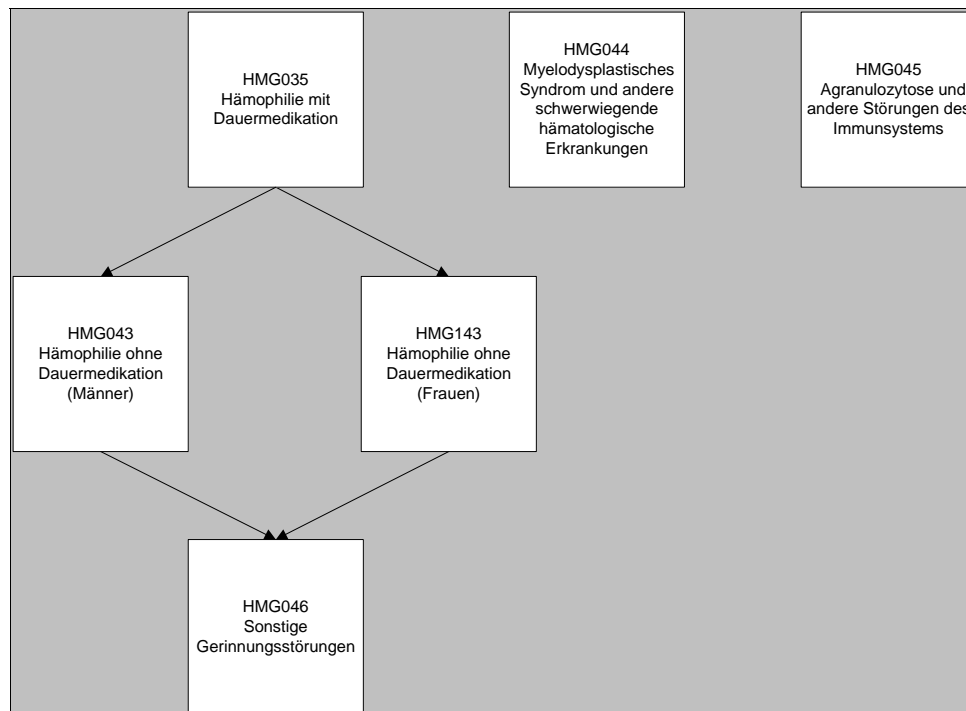 HMG035
Hämophilie mit
Dauermedikation
HMG044
Myelodysplastisches
Syndrom und andere
schwerwiegende
hämatologische
Erkrankungen
HMG045
Agranulozytose und
andere Störungen des
Immunsystems
HMG043
Hämophilie ohne
Dauermedikation
(Männer)
HMG143
Hämophilie ohne
Dauermedikation
(Frauen)
HMG046
Sonstige
Gerinnungsstörungen